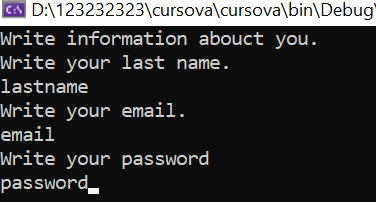 D:\123232323\cursova\cursova\bin\Debug\
Write information abouct you.
Write your last name.
lastname
Write your email.
email
Write your password
password